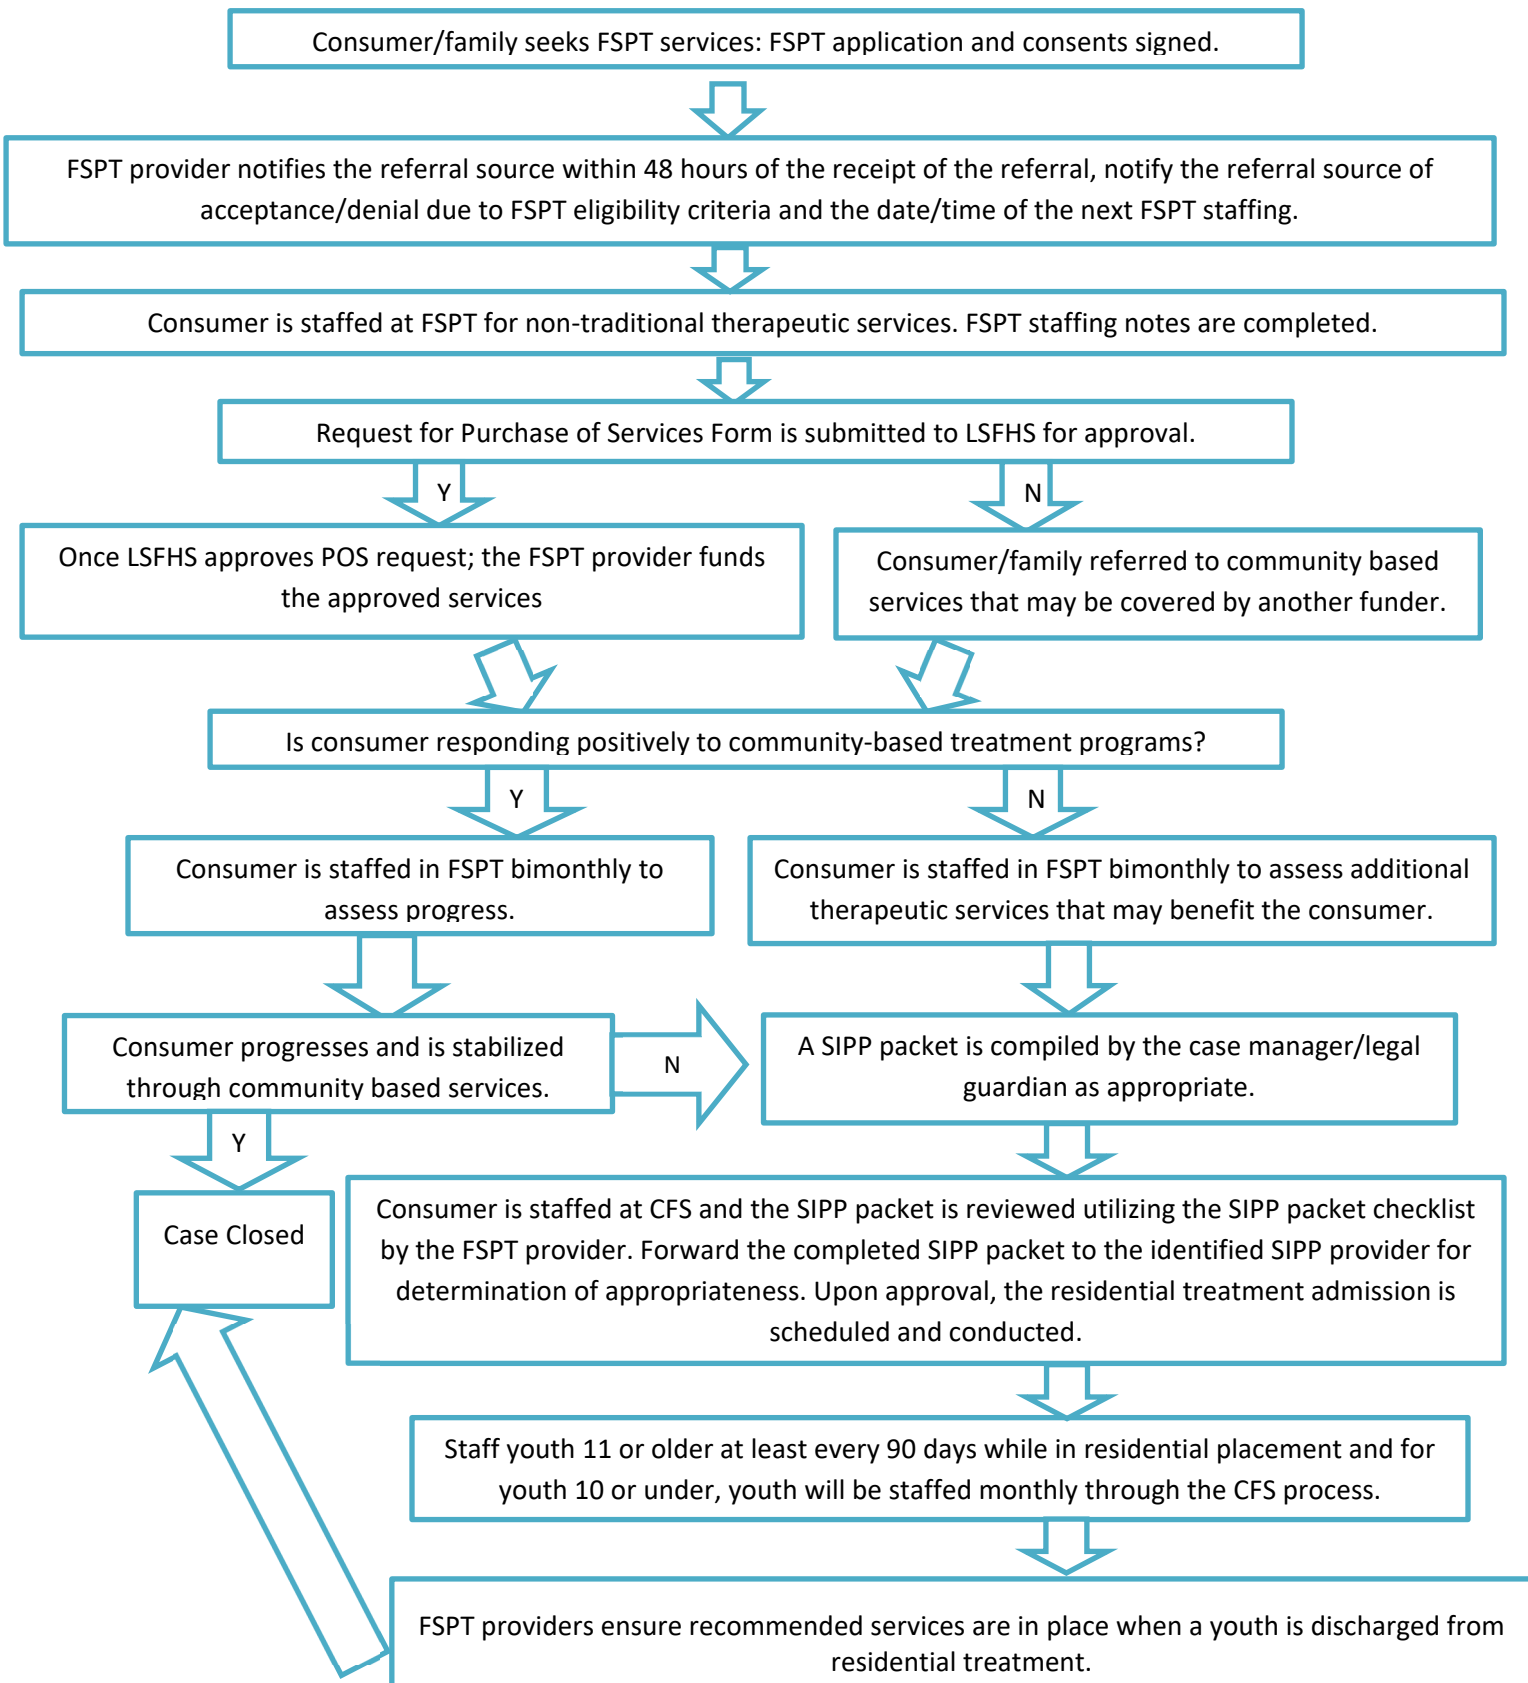 Consumer/family seeks FSPT services: FSPT application and consents signed.
FSPT provider notifies the referral source within 48 hours of the receipt of the referral, notify the referral source of
acceptance/denial due to FSPT eligibility criteria and the date/time of the next FSPT staffing.
Consumer is staffed at FSPT for non-traditional therapeutic services. FSPT staffing notes are completed.
Request for Purchase of Services Form is submitted to LSFHS for approval.
Y
N
Once LSFHS approves POS request; the FSPT provider funds
the approved services
Consumer/family referred to community based
services that may be covered by another funder.
Is consumer responding positively to community-based treatment programs?
Y
N
Consumer is staffed in FSPT bimonthly to
assess progress.
Consumer is staffed in FSPT bimonthly to assess additional
therapeutic services that may benefit the consumer.
Consumer progresses and is stabilized
through community based services.
N
A SIPP packet is compiled by the case manager/legal
guardian as appropriate.
Y
Case Closed
Consumer is staffed at CFS and the SIPP packet is reviewed utilizing the SIPP packet checklist
by the FSPT provider. Forward the completed SIPP packet to the identified SIPP provider for
determination of appropriateness. Upon approval, the residential treatment admission is
scheduled and conducted.
Staff youth 11 or older at least every 90 days while in residential placement and for
youth 10 or under, youth will be staffed monthly through the CFS process.
FSPT providers ensure recommended services are in place when a youth is discharged from
residential treatment.